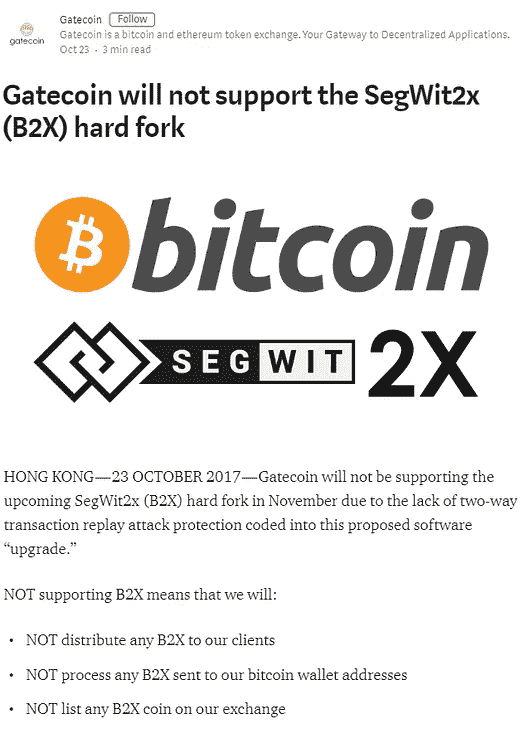 Gatecoin Follow
Gatecoin is a bitcoin and ethereum token exchange. Your Gateway to Decentralized Applications.
gatecoin
Oct 23 · 3 min read
Gatecoin will not support the SegWit2x
(B2X) hard fork
bitcoin
SEGWIT 2X
HONG KONG — 23 OCTOBER 2017 — Gatecoin will not be supporting the
upcoming SegWit2x (B2X) hard fork in November due to the lack of two-way
transaction replay attack protection coded into this proposed software
“upgrade.”
NOT supporting B2X means that we will:
• NOT distribute any B2X to our clients
• NOT process any B2X sent to our bitcoin wallet addresses
• NOT list any B2X coin on our exchange